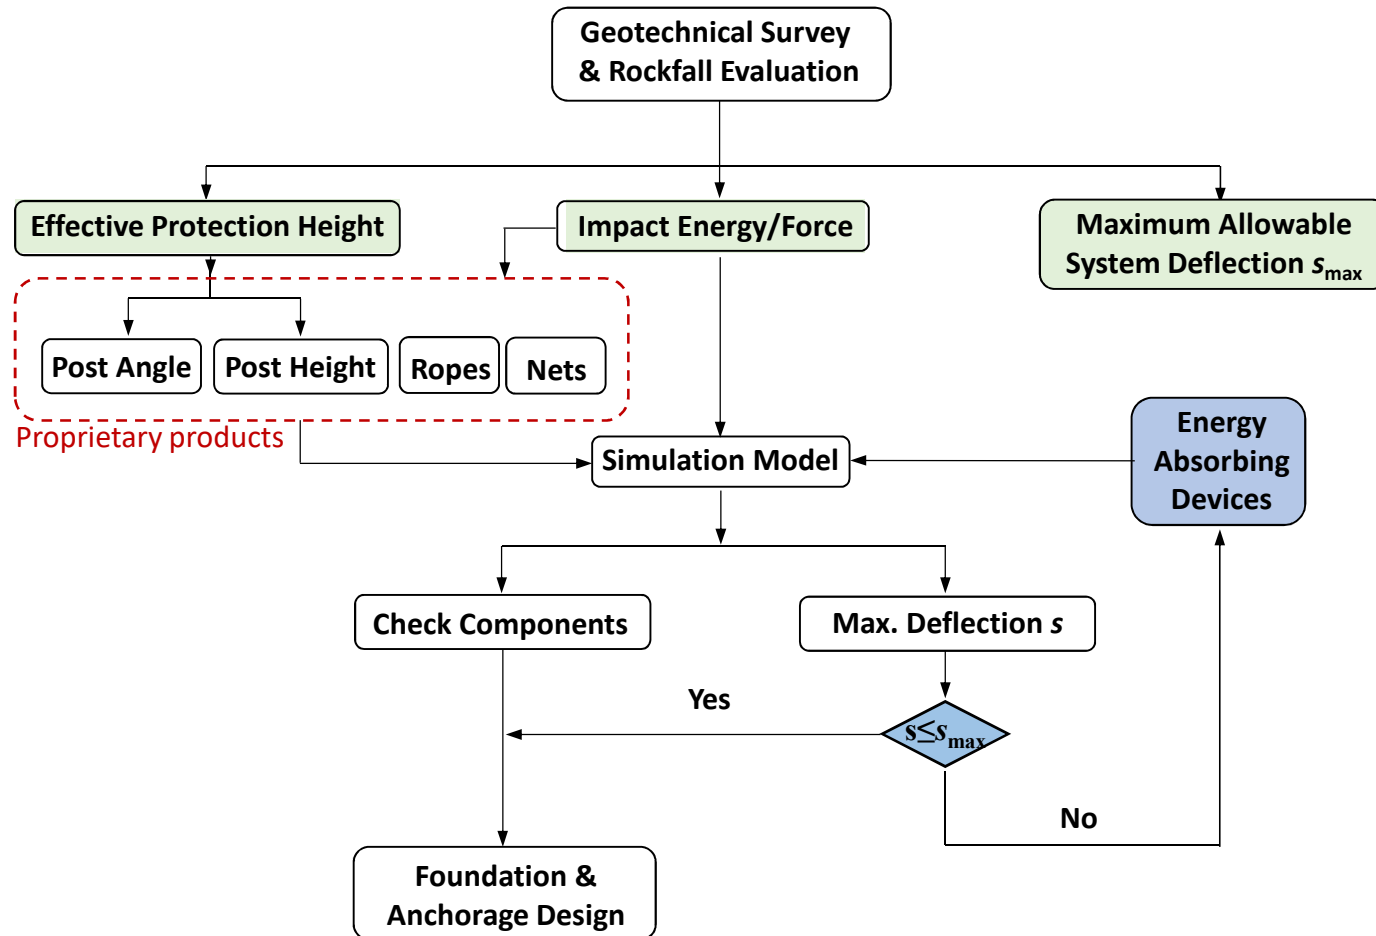 Geotechnical Survey
& Rockfall Evaluation
Effective Protection Height
Impact Energy/Force
Maximum Allowable
System Deflection smax
Post Angle
Post Height
Ropes
Nets
Proprietary products
Simulation Model
Energy
Absorbing
Devices
Check Components
Max. Deflection s
Yes
s≤smax
No
Foundation &
Anchorage Design